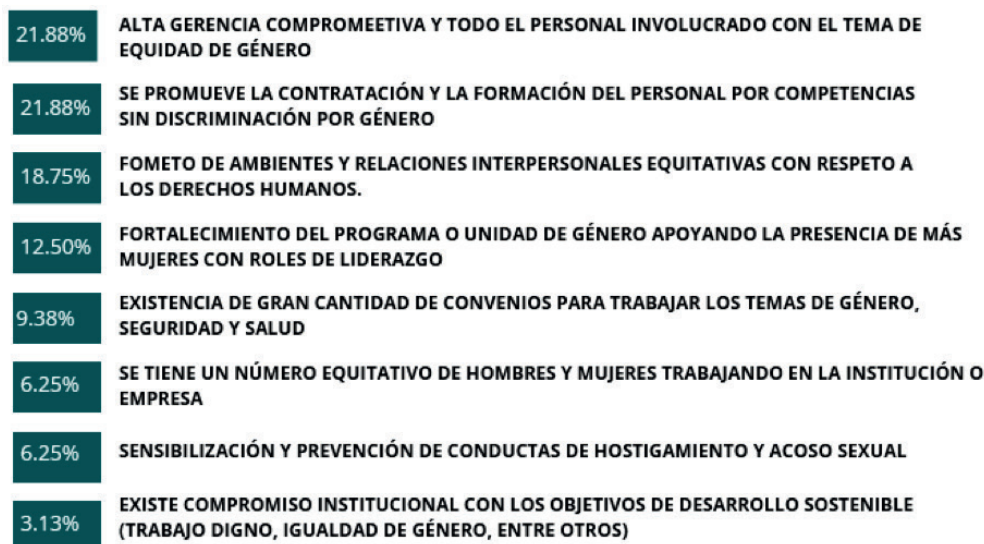 21.88%
ALTA GERENCIA COMPROMEETIVA Y TODO EL PERSONAL INVOLUCRADO CON EL TEMA DE
EQUIDAD DE GÉNERO
21.88%
SE PROMUEVE LA CONTRATACIÓN Y LA FORMACIÓN DEL PERSONAL POR COMPETENCIAS
SIN DISCRIMINACIÓN POR GÉNERO
18.75%
FOMETO DE AMBIENTES Y RELACIONES INTERPERSONALES EQUITATIVAS CON RESPETO A
LOS DERECHOS HUMANOS.
12.50%
FORTALECIMIENTO DEL PROGRAMA O UNIDAD DE GÉNERO APOYANDO LA PRESENCIA DE MÁS
MUJERES CON ROLES DE LIDERAZGO
9.38%
EXISTENCIA DE GRAN CANTIDAD DE CONVENIOS PARA TRABAJAR LOS TEMAS DE GÉNERO,
SEGURIDAD Y SALUD
6.25%
SE TIENE UN NÚMERO EQUITATIVO DE HOMBRES Y MUJERES TRABAJANDO EN LA INSTITUCIÓN O
EMPRESA
6.25%
SENSIBILIZACIÓN Y PREVENCIÓN DE CONDUCTAS DE HOSTIGAMIENTO Y ACOSO SEXUAL
3.13%
EXISTE COMPROMISO INSTITUCIONAL CON LOS OBJETIVOS DE DESARROLLO SOSTENIBLE
(TRABAJO DIGNO, IGUALDAD DE GÉNERO, ENTRE OTROS)